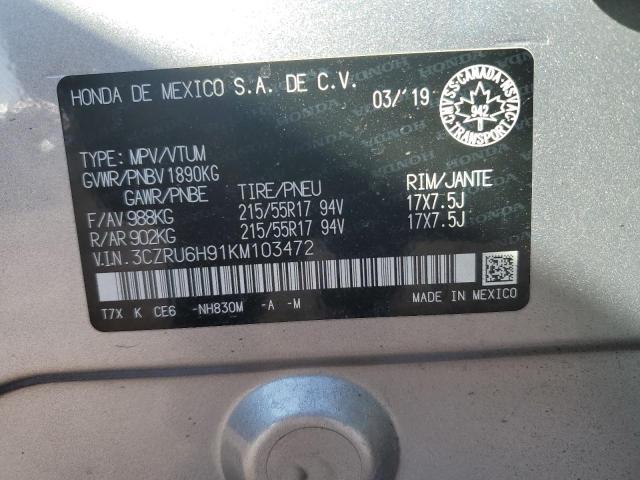 HONDA DE MEXICO S.A. DE C.V.
03/'19
CMVSS-CANADA-NSVAC
942
TRANSPORT
TYPE: MPV/VTUM
GVWR/PNBV 1890KG
GAWR/PNBE TIRE/PNEU RIM/JANTE
F/AV 988KG 215/55R17 94V 17X7.5J
R/AR 902KG 215/55R17 94V 17X7.5J
V.I.N. 3CZRU6H91KM103472
MADE IN MEXICO
T7X K CE6 -NH830M -A -M